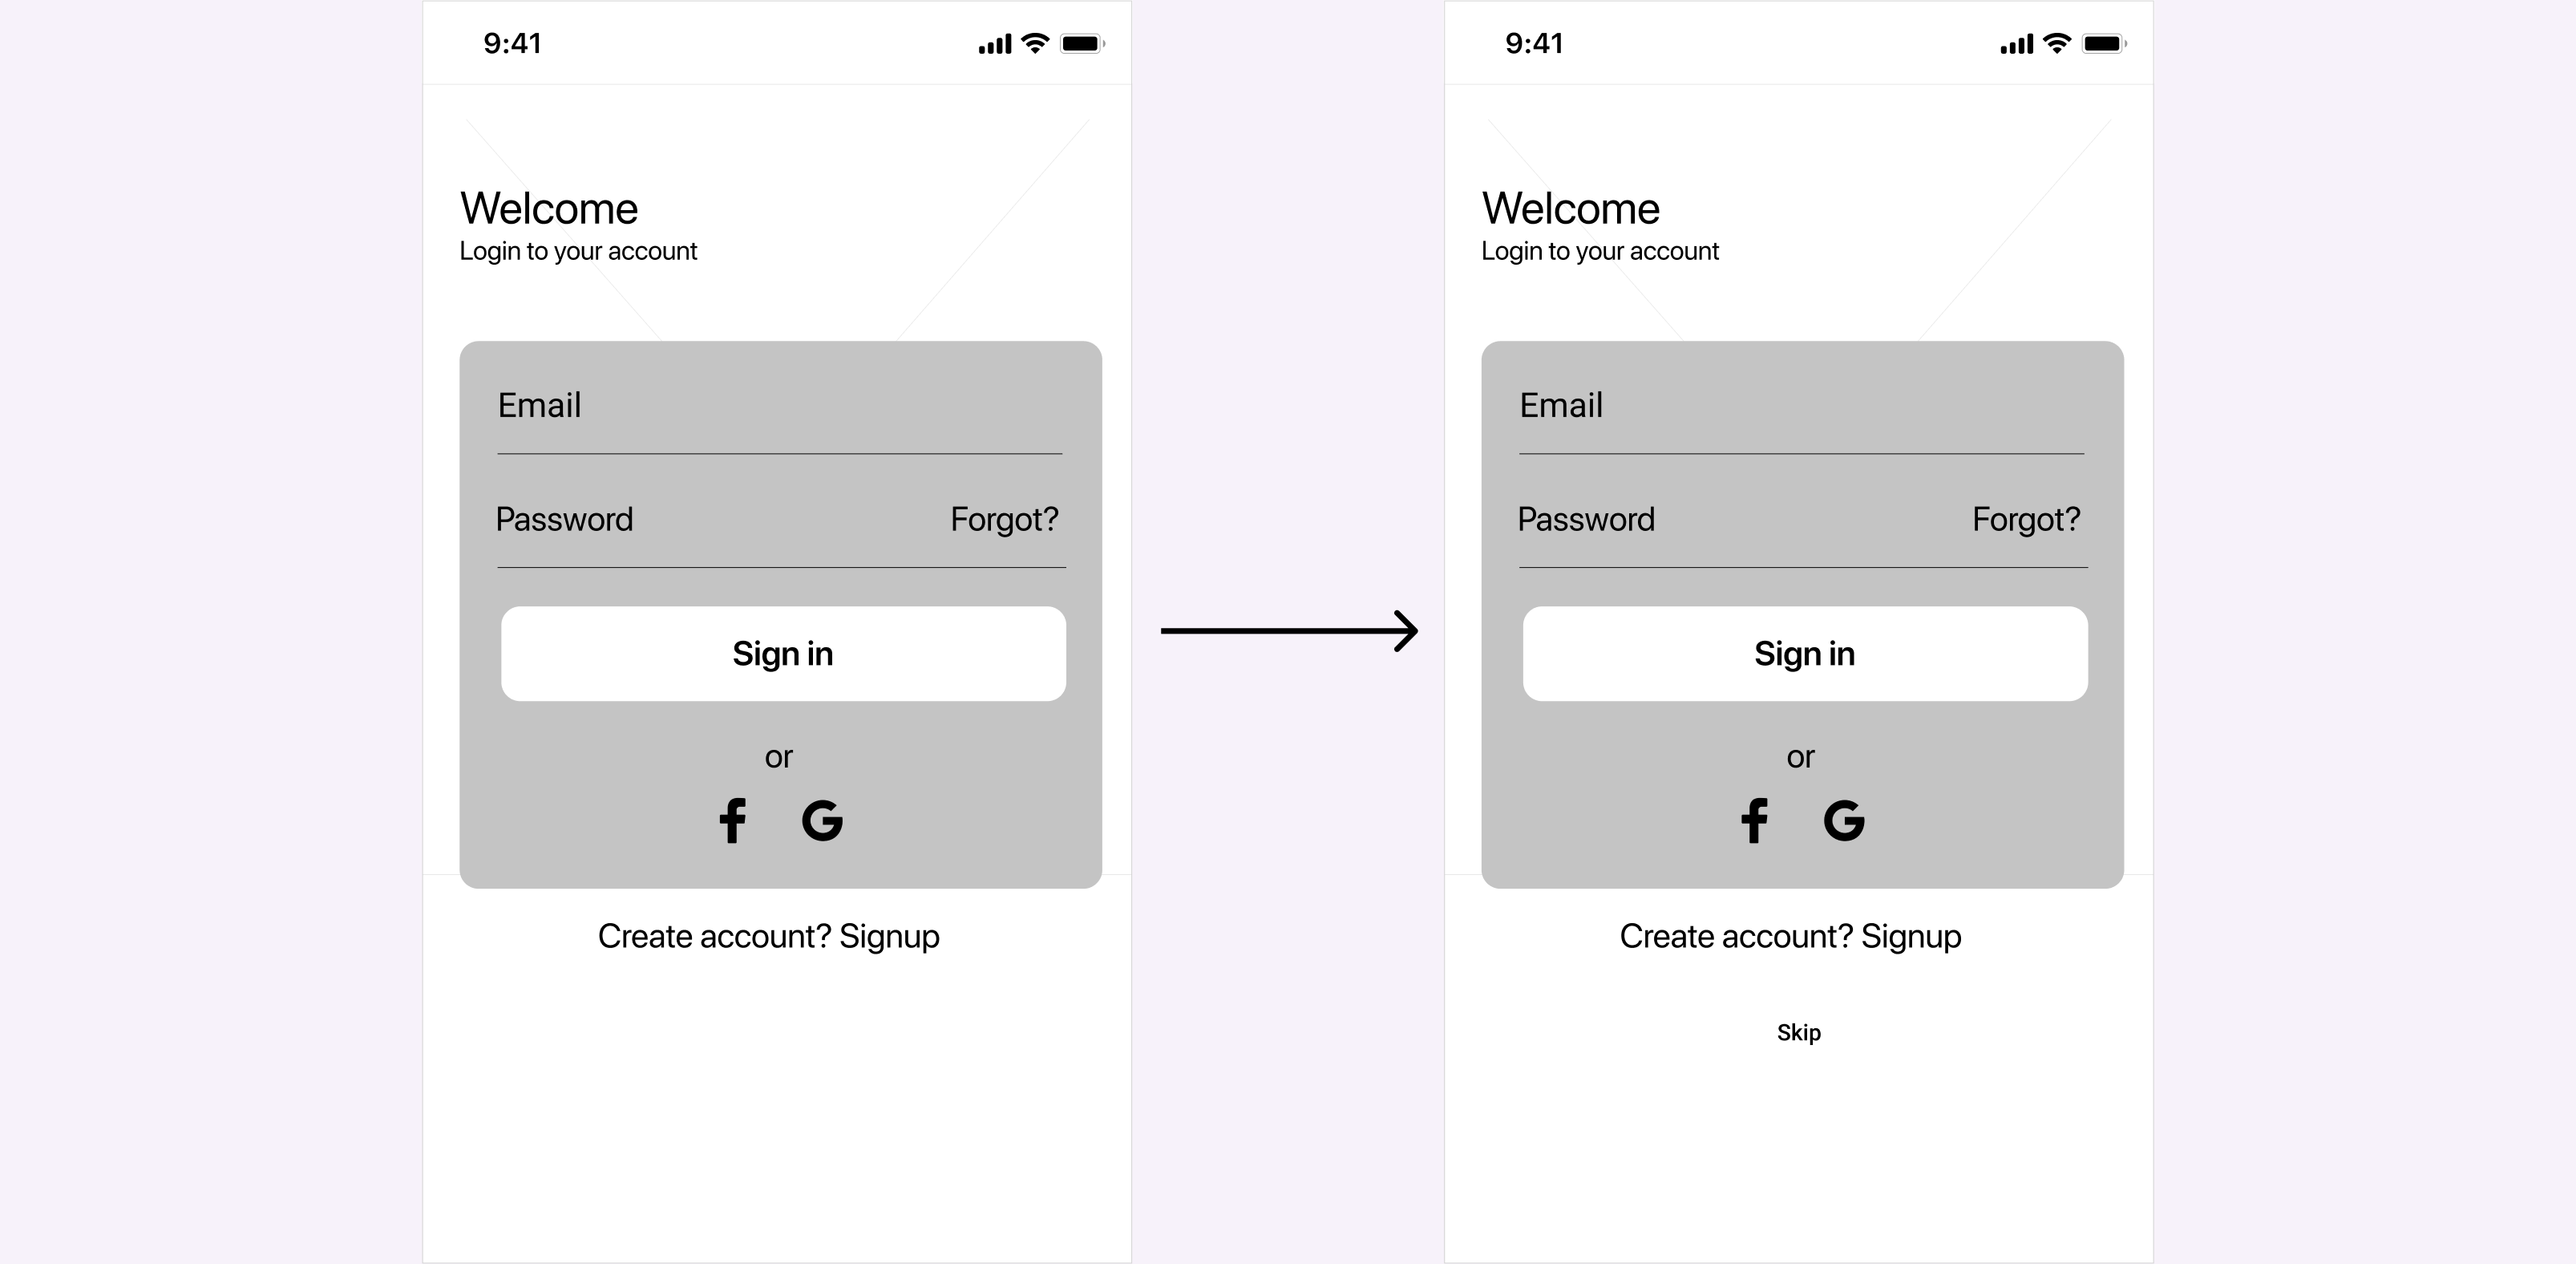 9:41
Welcome
Login to your account
Email
Password Forgot?
Sign in
or
Create account? Signup
9:41
Welcome
Login to your account
Email
Password Forgot?
Sign in
or
Create account? Signup
Skip